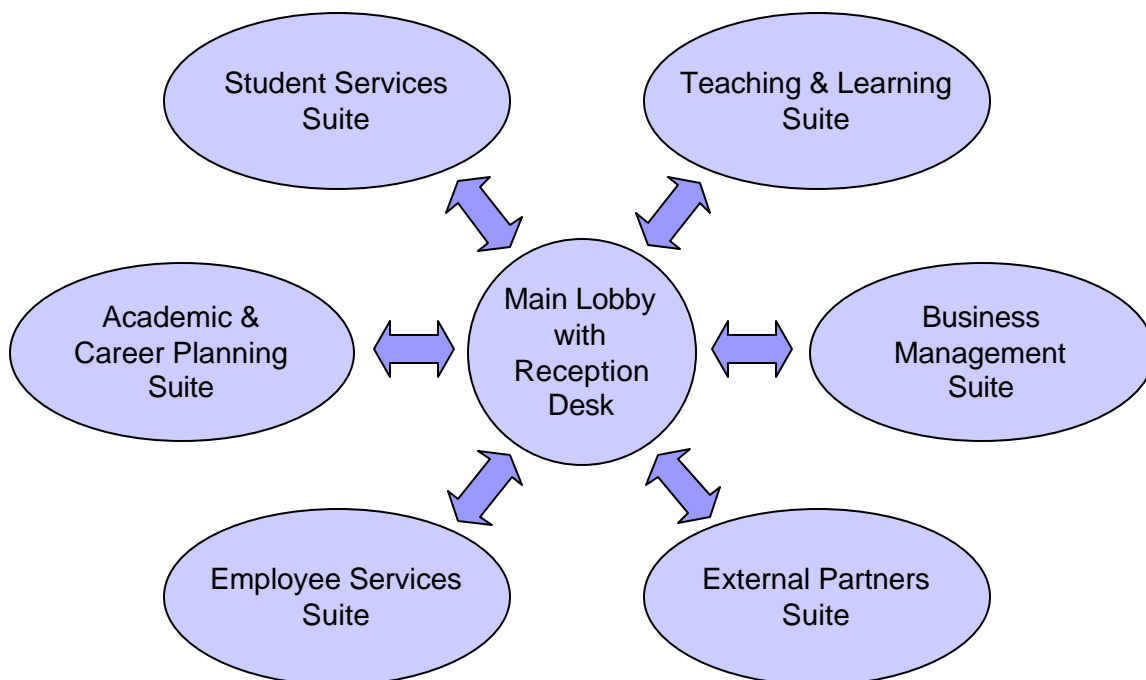 Student Services
Suite
Teaching & Learning
Suite
Academic &
Career Planning
Suite
Main Lobby
with
Reception
Desk
Business
Management
Suite
Employee Services
Suite
External Partners
Suite